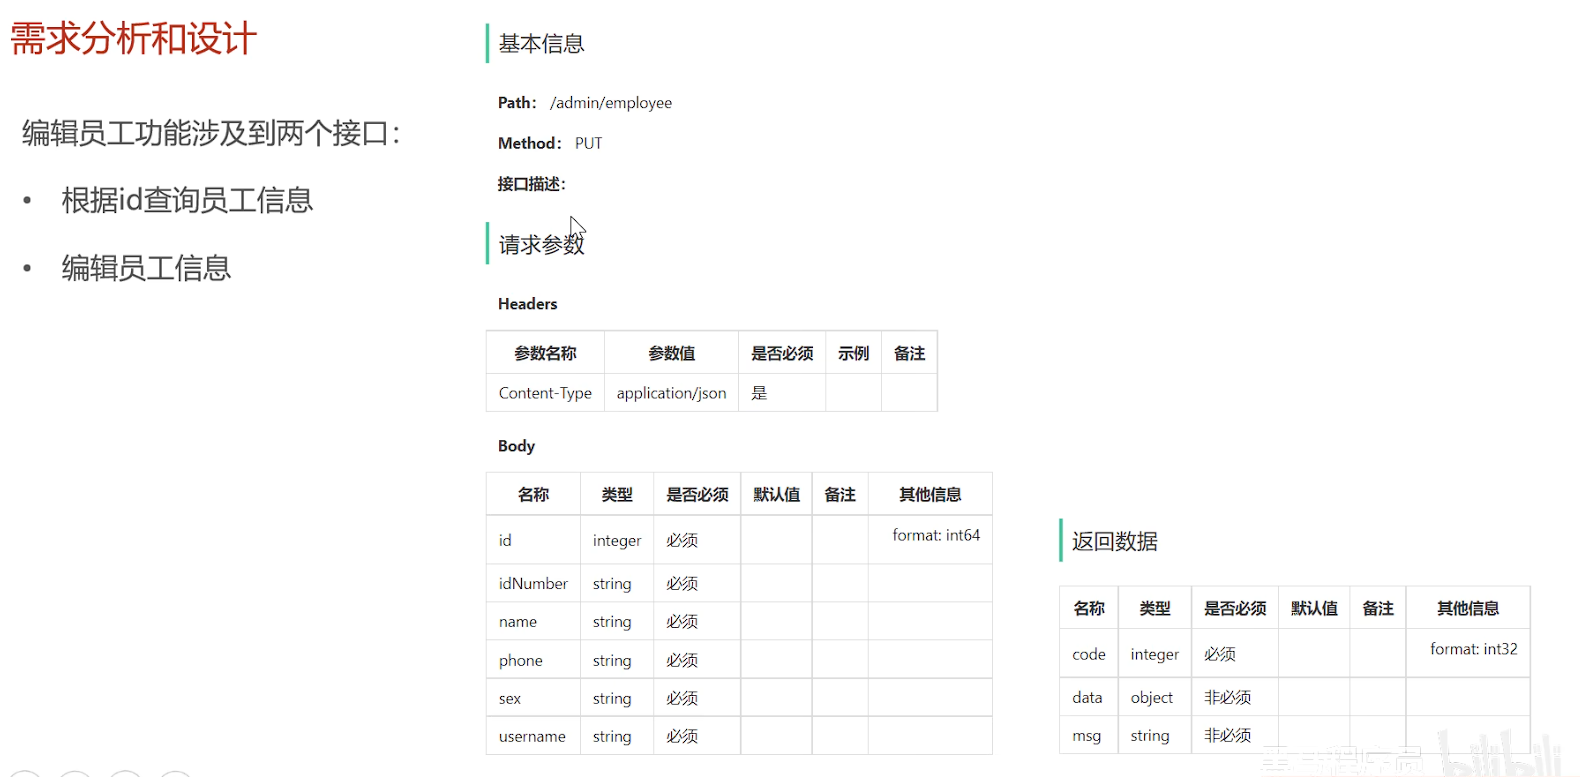 需求分析和设计
编辑员工功能涉及到两个接口：
• 根据id查询员工信息
• 编辑员工信息
基本信息
Path： /admin/employee
Method： PUT
接口描述：
请求参数
Headers
参数名称 参数值 是否必须 示例 备注
Content-Type application/json 是
Body
名称 类型 是否必须 默认值 备注 其他信息
id integer 必须 format: int64
idNumber string 必须
name string 必须
phone string 必须
sex string 必须
username string 必须
返回数据
名称 类型 是否必须 默认值 备注 其他信息
code integer 必须 format: int32
data object 非必须
msg string 非必须
bilibili